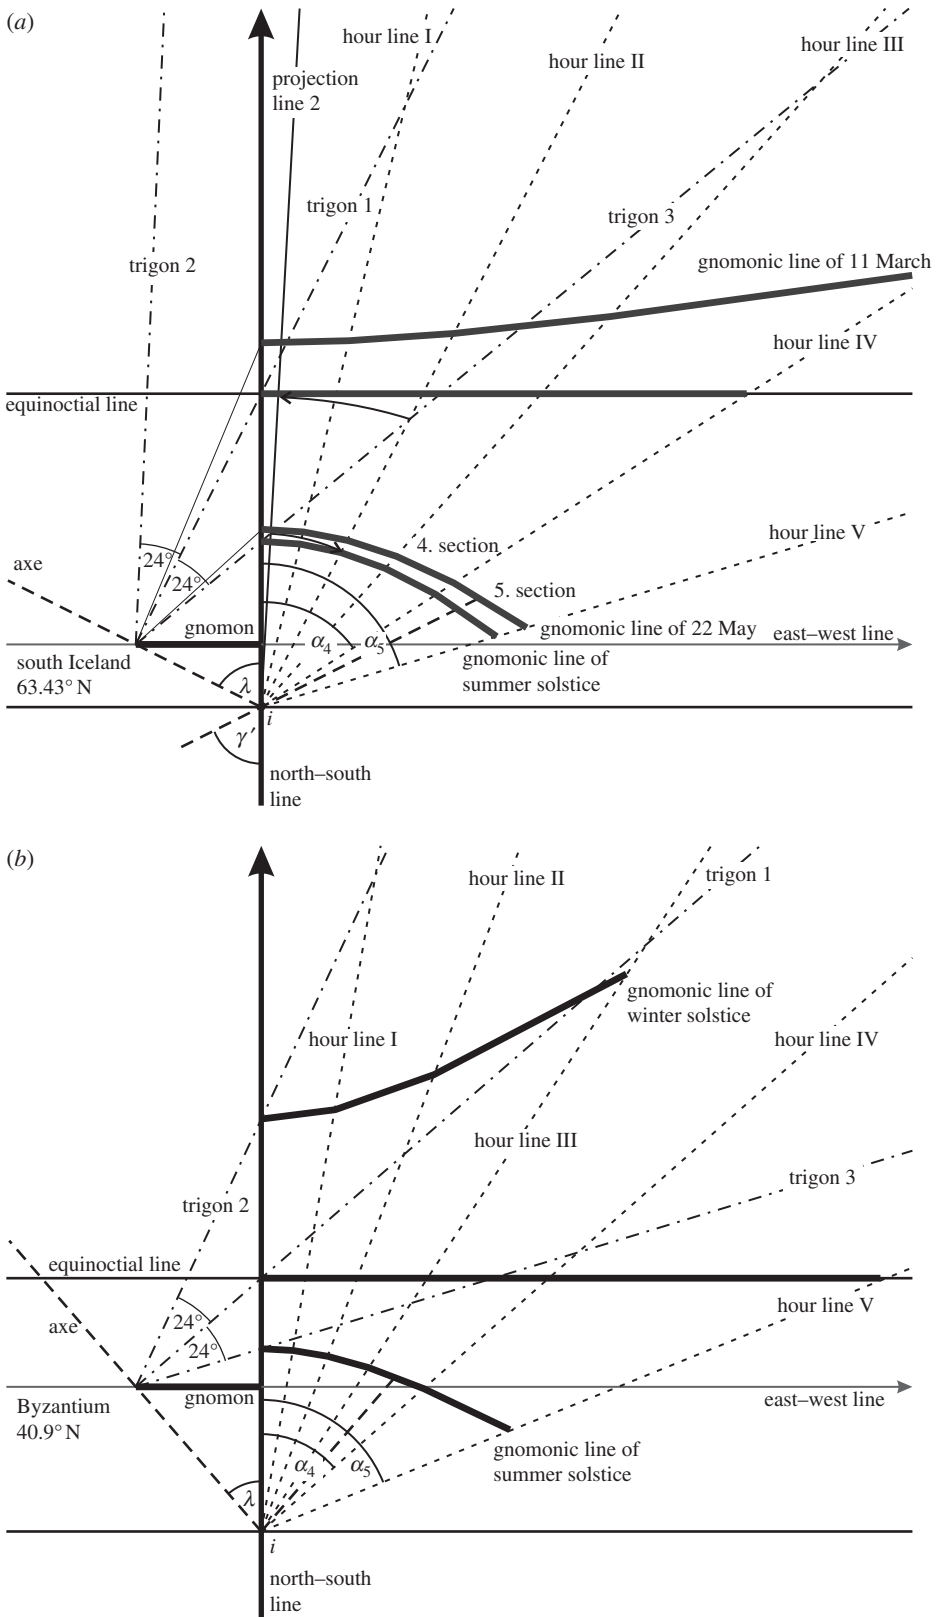 (a)
hour line I
hour line II
hour line III
projection
line 2
trigon 1
trigon 3
trigon 2
gnomonic line of 11 March
hour line IV
equinoctial line
hour line V
4. section
24°
24°
axe
5. section
gnomon
α4
α5
gnomonic line of 22 May
east–west line
south Iceland
63.43° N
gnomonic line of
summer solstice
λ
i
γ′
north–south
line
(b)
trigon 1
hour line II
gnomonic line of
winter solstice
hour line I
hour line IV
hour line III
trigon 3
trigon 2
equinoctial line
hour line V
axe
24°
24°
gnomon
east–west line
Byzantium
40.9° N
gnomonic line of
summer solstice
α4
α5
λ
i
north–south
line